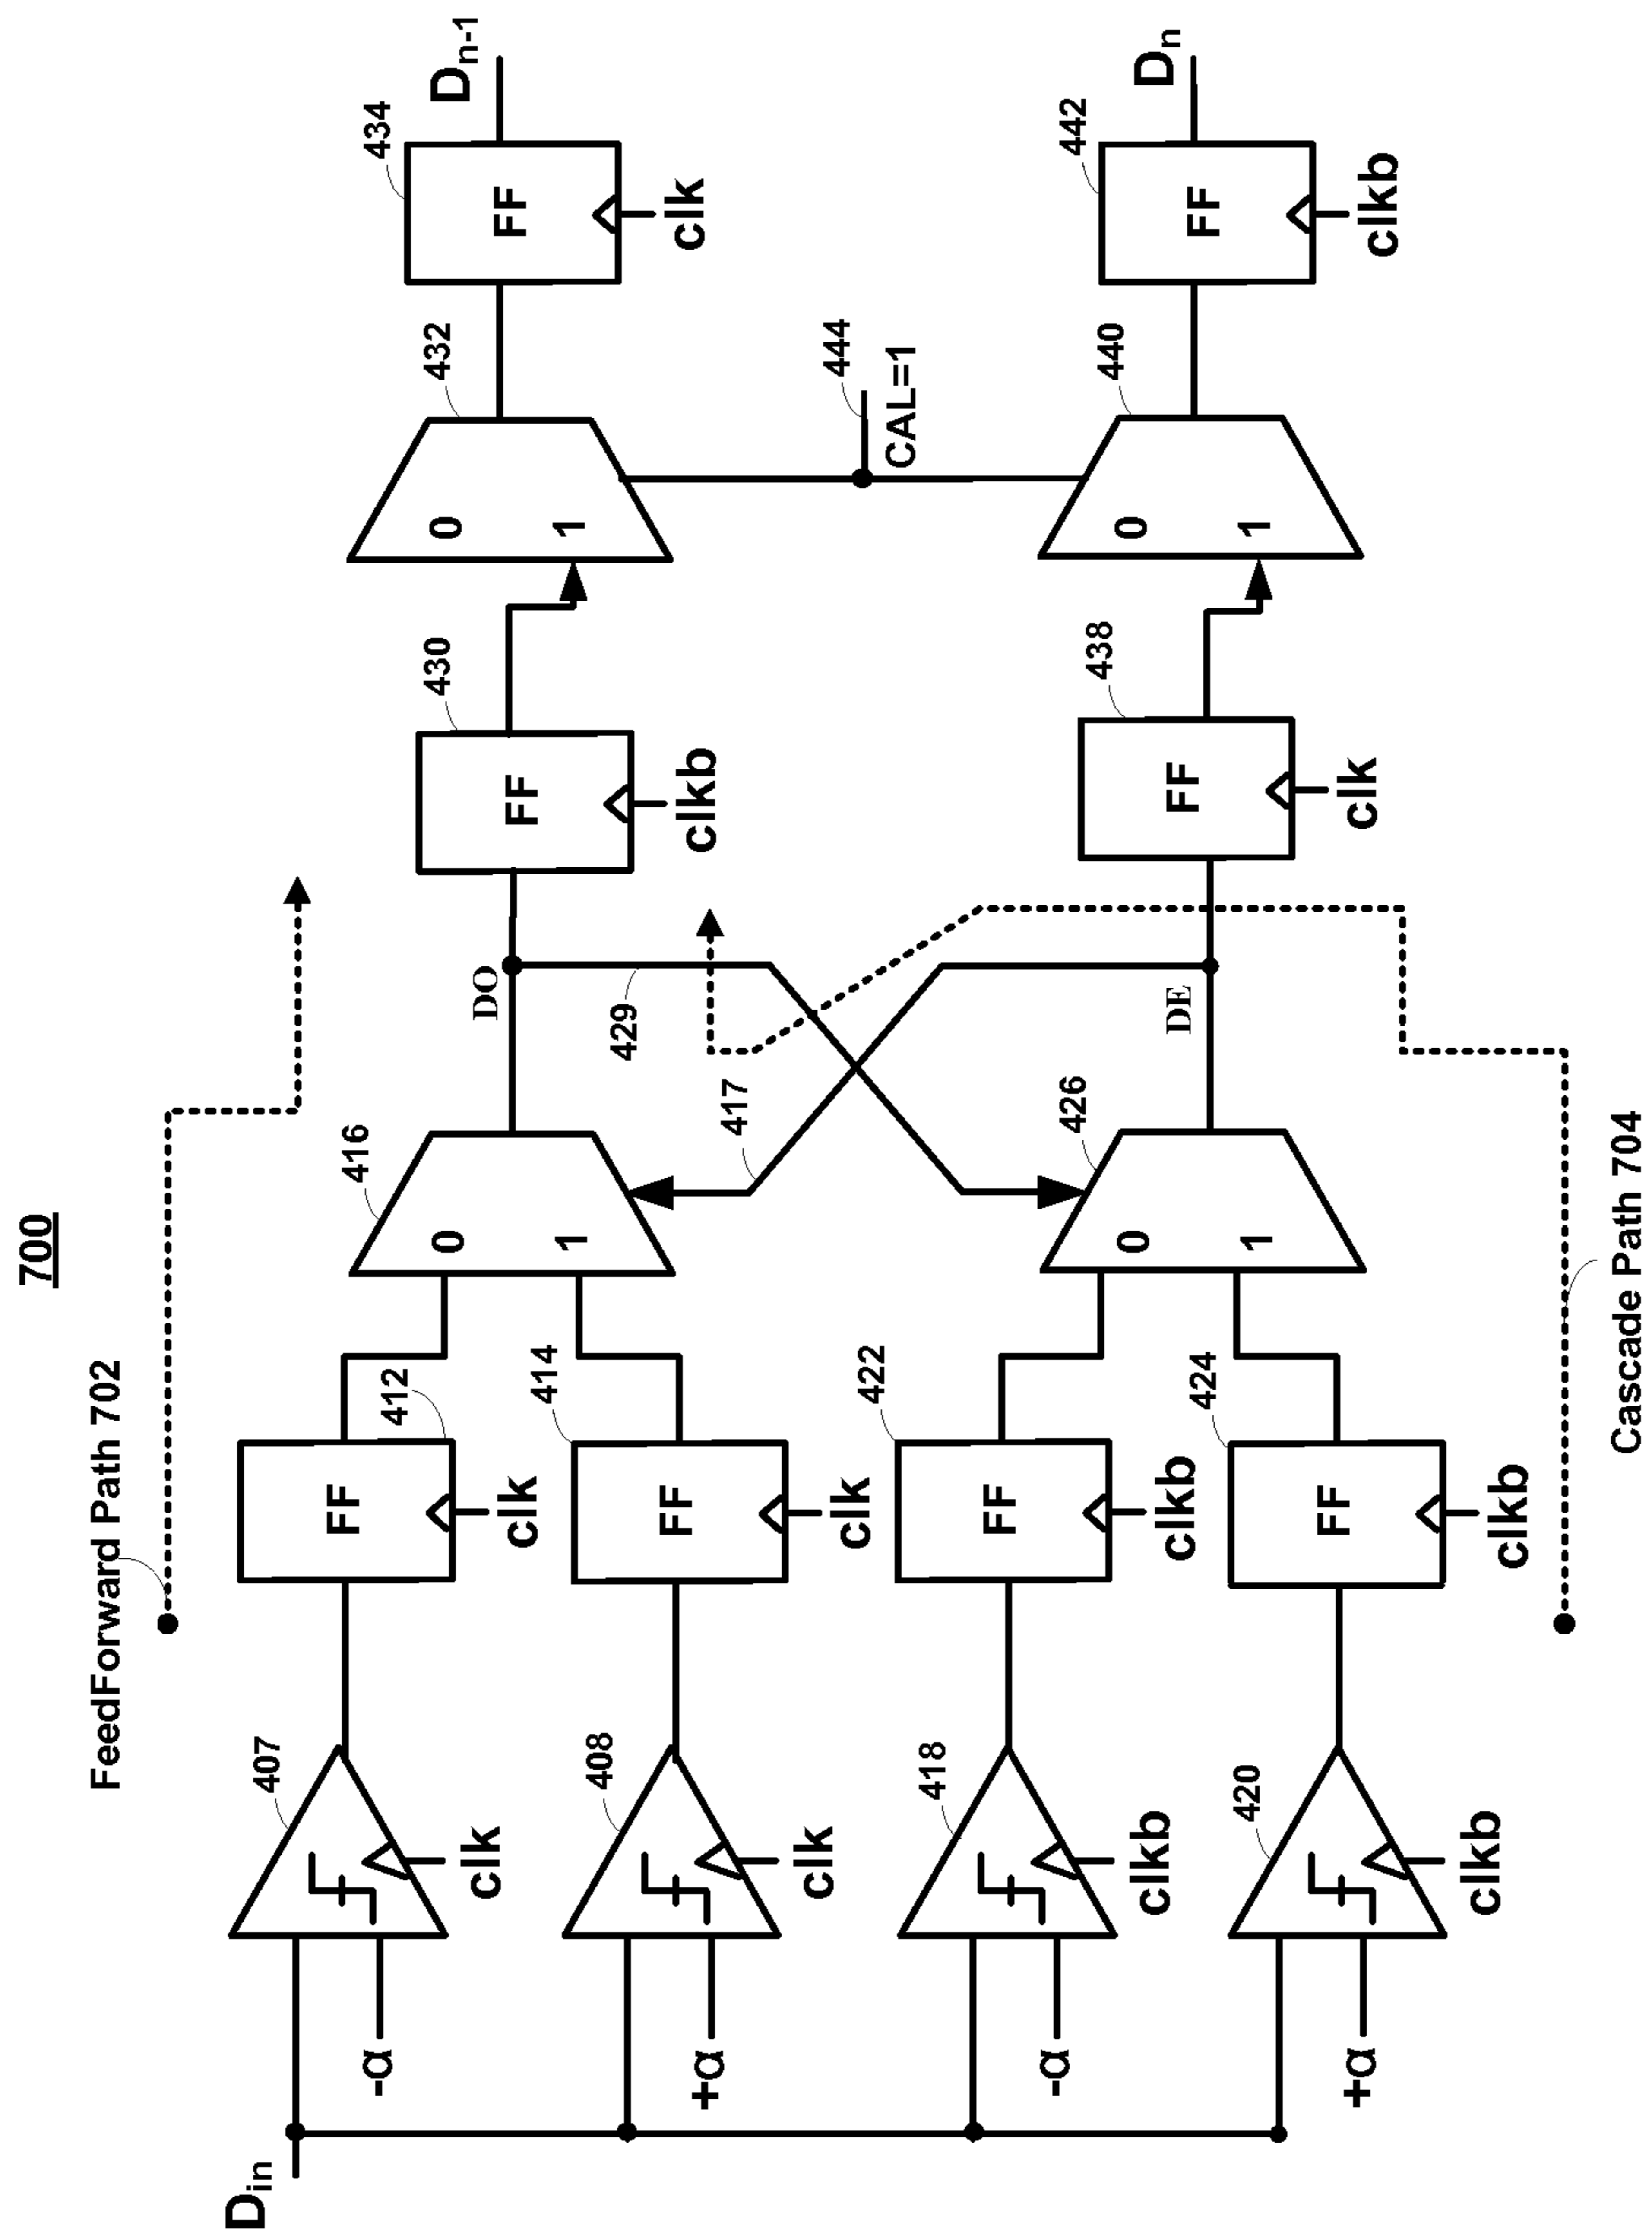 700
FeedForward Path 702
D_in
-α
407
clk
FF
412
clk
0
1
416
DO
FF
430
clkb
0
1
432
FF
434
clk
D_n-1
+α
408
clk
FF
414
clk
417
429
444
CAL=1
-α
418
clkb
FF
422
clkb
0
1
426
DE
FF
438
clk
0
1
440
FF
442
clkb
D_n
+α
420
clkb
FF
424
clkb
Cascade Path 704